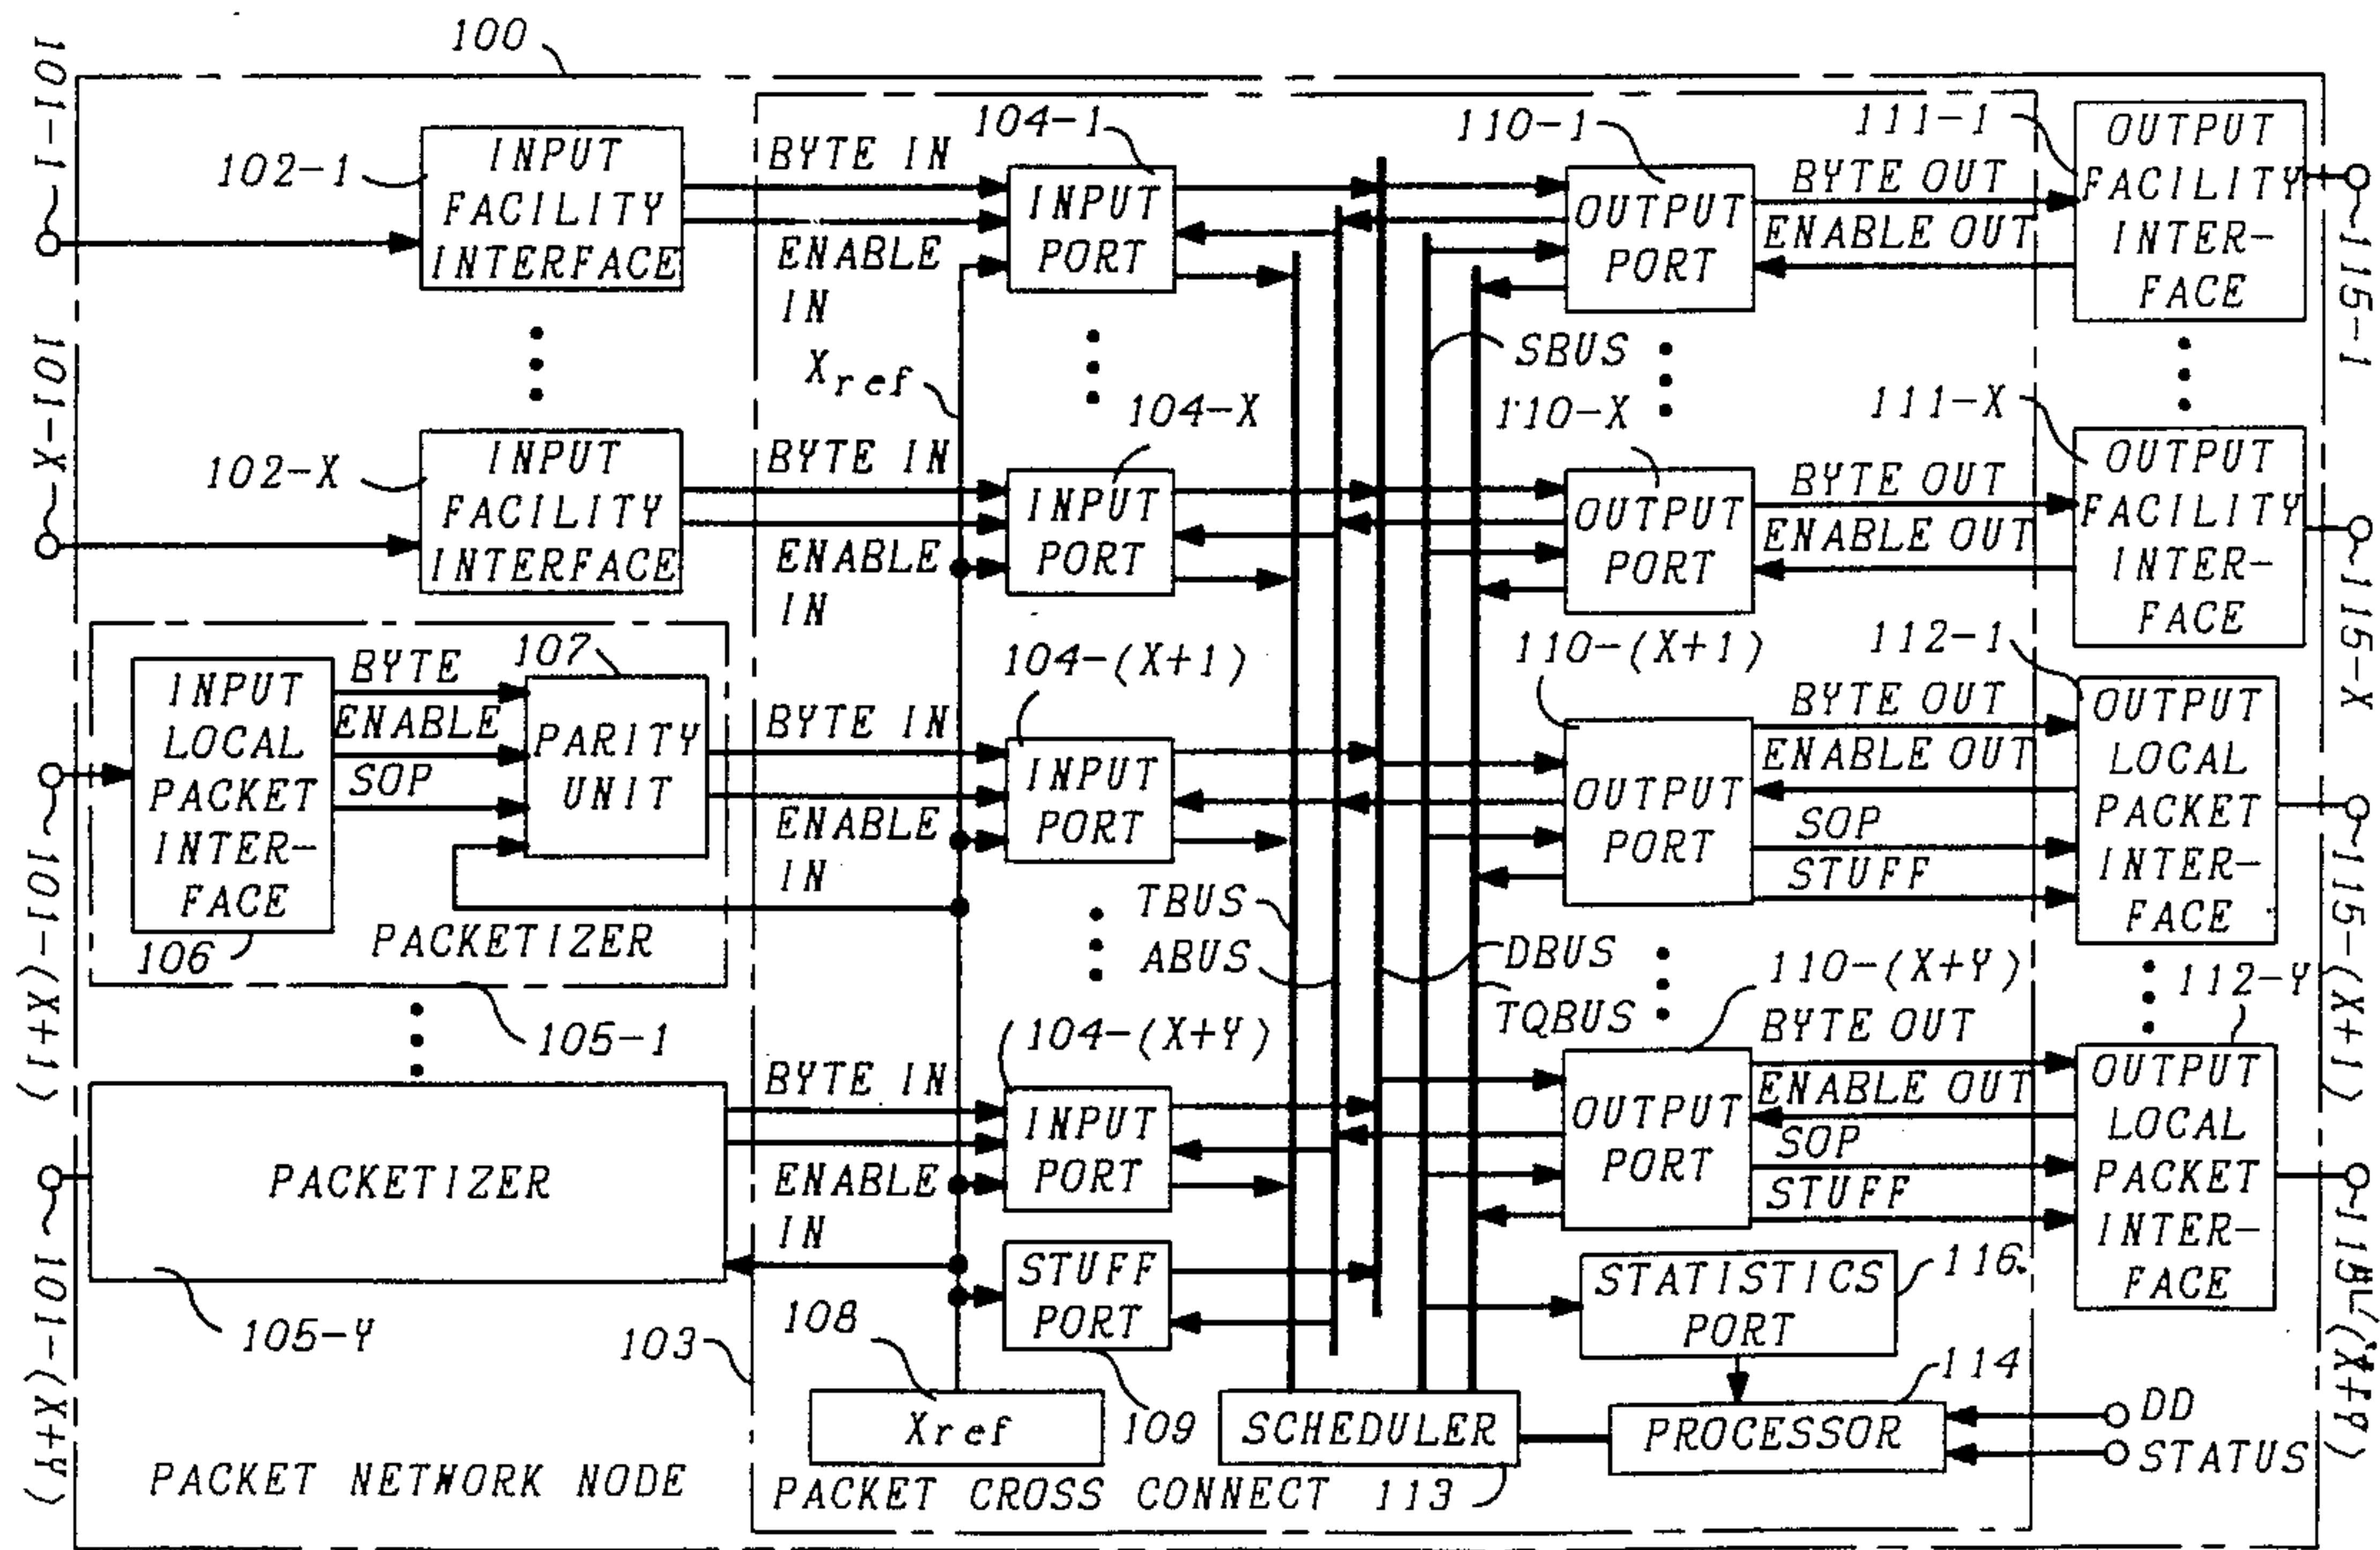 100
101-1
102-1
INPUT
FACILITY
INTERFACE
BYTE IN
ENABLE
IN
104-1
INPUT
PORT
110-1
OUTPUT
PORT
BYTE OUT
ENABLE OUT
111-1
OUTPUT
FACILITY
INTER-
FACE
115-1
Xref
SBUS
101-X
102-X
INPUT
FACILITY
INTERFACE
BYTE IN
ENABLE
IN
104-X
INPUT
PORT
110-X
OUTPUT
PORT
BYTE OUT
ENABLE OUT
111-X
OUTPUT
FACILITY
INTER-
FACE
115-X
101-(X+1)
INPUT
LOCAL
PACKET
INTER-
FACE
106
BYTE
ENABLE
SOP
107
PARITY
UNIT
PACKETIZER
105-1
BYTE IN
ENABLE
IN
104-(X+1)
INPUT
PORT
TBUS
ABUS
DBUS
TQBUS
110-(X+1)
OUTPUT
PORT
BYTE OUT
ENABLE OUT
SOP
STUFF
112-1
OUTPUT
LOCAL
PACKET
INTER-
FACE
115-(X+1)
101-(X+Y)
PACKETIZER
105-Y
BYTE IN
ENABLE
IN
104-(X+Y)
INPUT
PORT
110-(X+Y)
OUTPUT
PORT
BYTE OUT
ENABLE OUT
SOP
STUFF
112-Y
OUTPUT
LOCAL
PACKET
INTER-
FACE
115-(X+Y)
STUFF
PORT
109
108
Xref
103
SCHEDULER
113
STATISTICS
PORT
116
PROCESSOR
114
DD
STATUS
PACKET NETWORK NODE
PACKET CROSS CONNECT